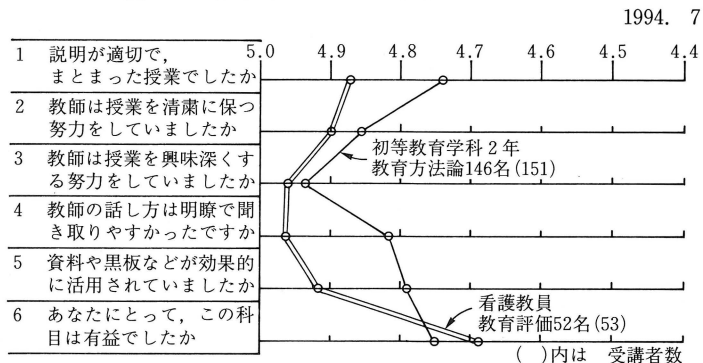 1994. 7
5.0 4.9 4.8 4.7 4.6 4.5 4.4
1 説明が適切で，
まとまった授業でしたか
2 教師は授業を清粛に保つ
努力をしていましたか
3 教師は授業を興味深くす
る努力をしていましたか
4 教師の話し方は明瞭で聞
き取りやすかったですか
5 資料や黒板などが効果的
に活用されていましたか
6 あなたにとって，この科
目は有益でしたか
初等教育学科2年
教育方法論146名(151)
看護教員
教育評価52名(53)
( )内は 受講者数